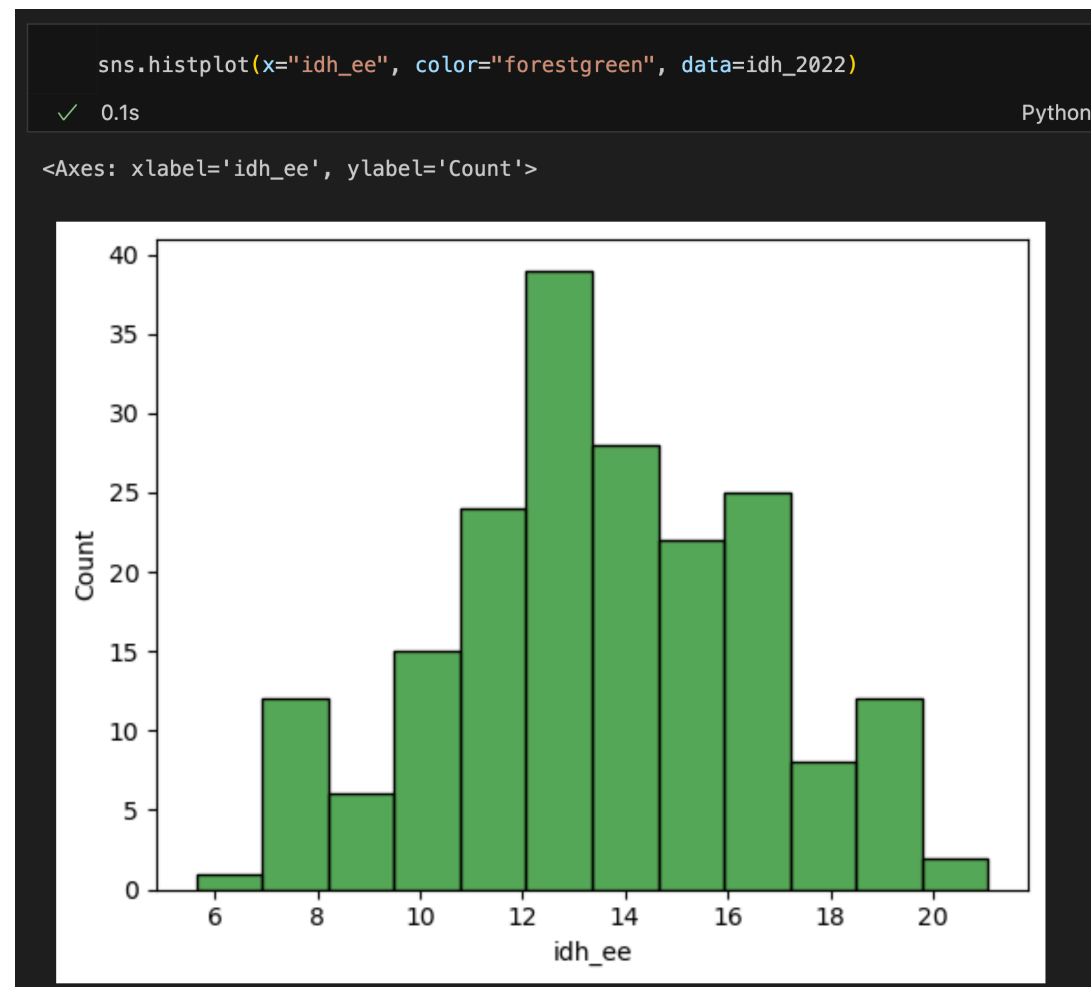 sns.histplot(x="idh_ee", color="forestgreen", data=idh_2022)
0.1s
Python
<Axes: xlabel='idh_ee', ylabel='Count'>
40
35
30
25
20
15
10
5
0
Count
6 8 10 12 14 16 18 20
idh_ee